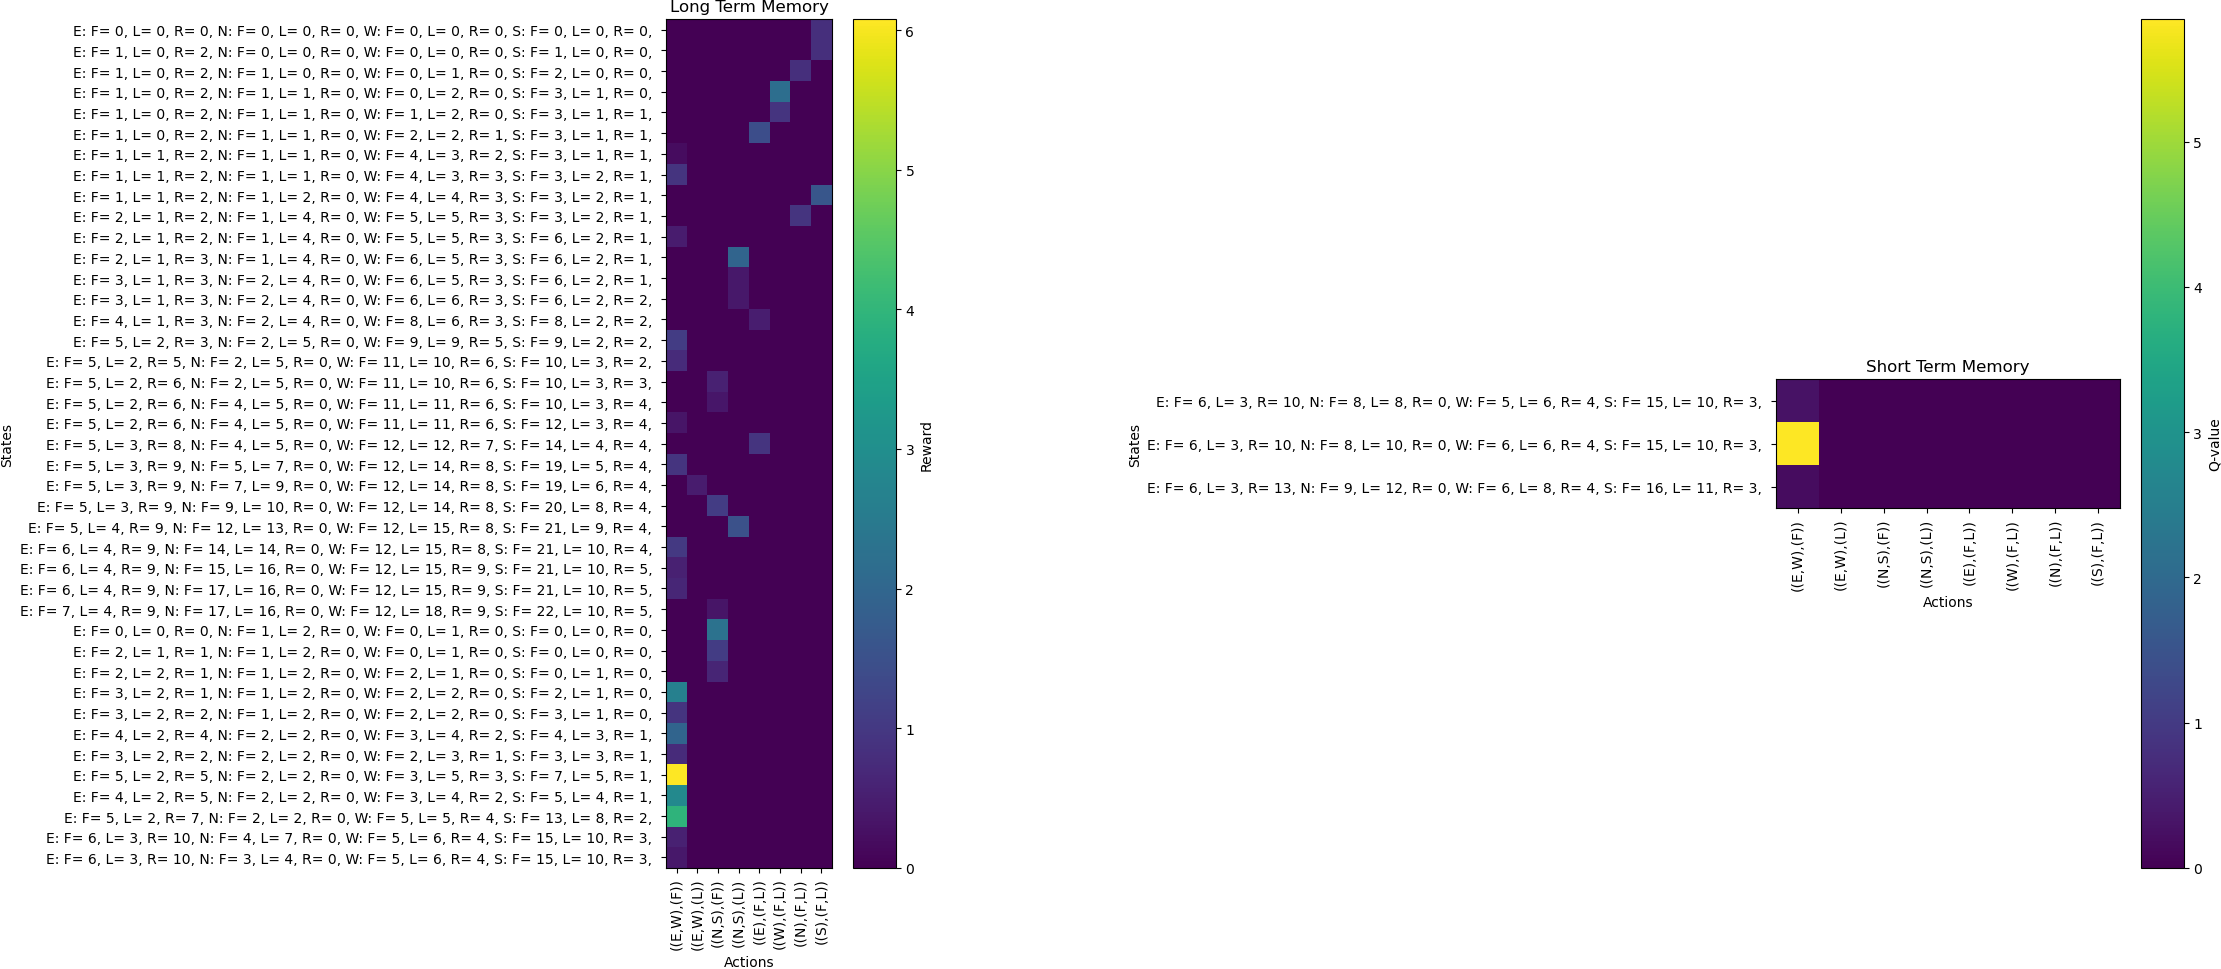 Long Term Memory
States
E: F= 0, L= 0, R= 0, N: F= 0, L= 0, R= 0, W: F= 0, L= 0, R= 0, S: F= 0, L= 0, R= 0,
E: F= 1, L= 0, R= 2, N: F= 0, L= 0, R= 0, W: F= 0, L= 0, R= 0, S: F= 1, L= 0, R= 0,
E: F= 1, L= 0, R= 2, N: F= 1, L= 0, R= 0, W: F= 0, L= 1, R= 0, S: F= 2, L= 0, R= 0,
E: F= 1, L= 0, R= 2, N: F= 1, L= 1, R= 0, W: F= 0, L= 2, R= 0, S: F= 3, L= 1, R= 0,
E: F= 1, L= 0, R= 2, N: F= 1, L= 1, R= 0, W: F= 1, L= 2, R= 0, S: F= 3, L= 1, R= 1,
E: F= 1, L= 0, R= 2, N: F= 1, L= 1, R= 0, W: F= 2, L= 2, R= 1, S: F= 3, L= 1, R= 1,
E: F= 1, L= 1, R= 2, N: F= 1, L= 1, R= 0, W: F= 4, L= 3, R= 2, S: F= 3, L= 1, R= 1,
E: F= 1, L= 1, R= 2, N: F= 1, L= 1, R= 0, W: F= 4, L= 3, R= 3, S: F= 3, L= 2, R= 1,
E: F= 1, L= 1, R= 2, N: F= 1, L= 2, R= 0, W: F= 4, L= 4, R= 3, S: F= 3, L= 2, R= 1,
E: F= 2, L= 1, R= 2, N: F= 1, L= 4, R= 0, W: F= 5, L= 5, R= 3, S: F= 3, L= 2, R= 1,
E: F= 2, L= 1, R= 2, N: F= 1, L= 4, R= 0, W: F= 5, L= 5, R= 3, S: F= 6, L= 2, R= 1,
E: F= 2, L= 1, R= 3, N: F= 1, L= 4, R= 0, W: F= 6, L= 5, R= 3, S: F= 6, L= 2, R= 1,
E: F= 3, L= 1, R= 3, N: F= 2, L= 4, R= 0, W: F= 6, L= 5, R= 3, S: F= 6, L= 2, R= 1,
E: F= 3, L= 1, R= 3, N: F= 2, L= 4, R= 0, W: F= 6, L= 6, R= 3, S: F= 6, L= 2, R= 2,
E: F= 4, L= 1, R= 3, N: F= 2, L= 4, R= 0, W: F= 8, L= 6, R= 3, S: F= 8, L= 2, R= 2,
E: F= 5, L= 2, R= 3, N: F= 2, L= 5, R= 0, W: F= 9, L= 9, R= 5, S: F= 9, L= 2, R= 2,
E: F= 5, L= 2, R= 5, N: F= 2, L= 5, R= 0, W: F= 11, L= 10, R= 6, S: F= 10, L= 3, R= 2,
E: F= 5, L= 2, R= 6, N: F= 2, L= 5, R= 0, W: F= 11, L= 10, R= 6, S: F= 10, L= 3, R= 3,
E: F= 5, L= 2, R= 6, N: F= 4, L= 5, R= 0, W: F= 11, L= 11, R= 6, S: F= 10, L= 3, R= 4,
E: F= 5, L= 2, R= 6, N: F= 4, L= 5, R= 0, W: F= 11, L= 11, R= 6, S: F= 12, L= 3, R= 4,
E: F= 5, L= 3, R= 8, N: F= 4, L= 5, R= 0, W: F= 12, L= 12, R= 7, S: F= 14, L= 4, R= 4,
E: F= 5, L= 3, R= 9, N: F= 5, L= 7, R= 0, W: F= 12, L= 14, R= 8, S: F= 19, L= 5, R= 4,
E: F= 5, L= 3, R= 9, N: F= 7, L= 9, R= 0, W: F= 12, L= 14, R= 8, S: F= 19, L= 6, R= 4,
E: F= 5, L= 3, R= 9, N: F= 9, L= 10, R= 0, W: F= 12, L= 14, R= 8, S: F= 20, L= 8, R= 4,
E: F= 5, L= 4, R= 9, N: F= 12, L= 13, R= 0, W: F= 12, L= 15, R= 8, S: F= 21, L= 9, R= 4,
E: F= 6, L= 4, R= 9, N: F= 14, L= 14, R= 0, W: F= 12, L= 15, R= 8, S: F= 21, L= 10, R= 4,
E: F= 6, L= 4, R= 9, N: F= 15, L= 16, R= 0, W: F= 12, L= 15, R= 9, S: F= 21, L= 10, R= 5,
E: F= 6, L= 4, R= 9, N: F= 17, L= 16, R= 0, W: F= 12, L= 15, R= 9, S: F= 21, L= 10, R= 5,
E: F= 7, L= 4, R= 9, N: F= 17, L= 16, R= 0, W: F= 12, L= 18, R= 9, S: F= 22, L= 10, R= 5,
E: F= 0, L= 0, R= 0, N: F= 1, L= 2, R= 0, W: F= 0, L= 1, R= 0, S: F= 0, L= 0, R= 0,
E: F= 2, L= 1, R= 1, N: F= 1, L= 2, R= 0, W: F= 0, L= 1, R= 0, S: F= 0, L= 0, R= 0,
E: F= 2, L= 2, R= 1, N: F= 1, L= 2, R= 0, W: F= 2, L= 1, R= 0, S: F= 0, L= 1, R= 0,
E: F= 3, L= 2, R= 1, N: F= 1, L= 2, R= 0, W: F= 2, L= 2, R= 0, S: F= 2, L= 1, R= 0,
E: F= 3, L= 2, R= 2, N: F= 1, L= 2, R= 0, W: F= 2, L= 2, R= 0, S: F= 3, L= 1, R= 0,
E: F= 4, L= 2, R= 4, N: F= 2, L= 2, R= 0, W: F= 3, L= 4, R= 2, S: F= 4, L= 3, R= 1,
E: F= 3, L= 2, R= 2, N: F= 2, L= 2, R= 0, W: F= 2, L= 3, R= 1, S: F= 3, L= 3, R= 1,
E: F= 5, L= 2, R= 5, N: F= 2, L= 2, R= 0, W: F= 3, L= 5, R= 3, S: F= 7, L= 5, R= 1,
E: F= 4, L= 2, R= 5, N: F= 2, L= 2, R= 0, W: F= 3, L= 4, R= 2, S: F= 5, L= 4, R= 1,
E: F= 5, L= 2, R= 7, N: F= 2, L= 2, R= 0, W: F= 5, L= 5, R= 4, S: F= 13, L= 8, R= 2,
E: F= 6, L= 3, R= 10, N: F= 4, L= 7, R= 0, W: F= 5, L= 6, R= 4, S: F= 15, L= 10, R= 3,
E: F= 6, L= 3, R= 10, N: F= 3, L= 4, R= 0, W: F= 5, L= 6, R= 4, S: F= 15, L= 10, R= 3,
((E,W),(F))
((E,W),(L))
((N,S),(F))
((N,S),(L))
((E),(F,L))
((W),(F,L))
((N),(F,L))
((S),(F,L))
Actions
6
5
4
3
2
1
0
Reward
Short Term Memory
States
E: F= 6, L= 3, R= 10, N: F= 8, L= 8, R= 0, W: F= 5, L= 6, R= 4, S: F= 15, L= 10, R= 3,
E: F= 6, L= 3, R= 10, N: F= 8, L= 10, R= 0, W: F= 6, L= 6, R= 4, S: F= 15, L= 10, R= 3,
E: F= 6, L= 3, R= 13, N: F= 9, L= 12, R= 0, W: F= 6, L= 8, R= 4, S: F= 16, L= 11, R= 3,
((E,W),(F))
((E,W),(L))
((N,S),(F))
((N,S),(L))
((E),(F,L))
((W),(F,L))
((N),(F,L))
((S),(F,L))
Actions
5
4
3
2
1
0
Q-value